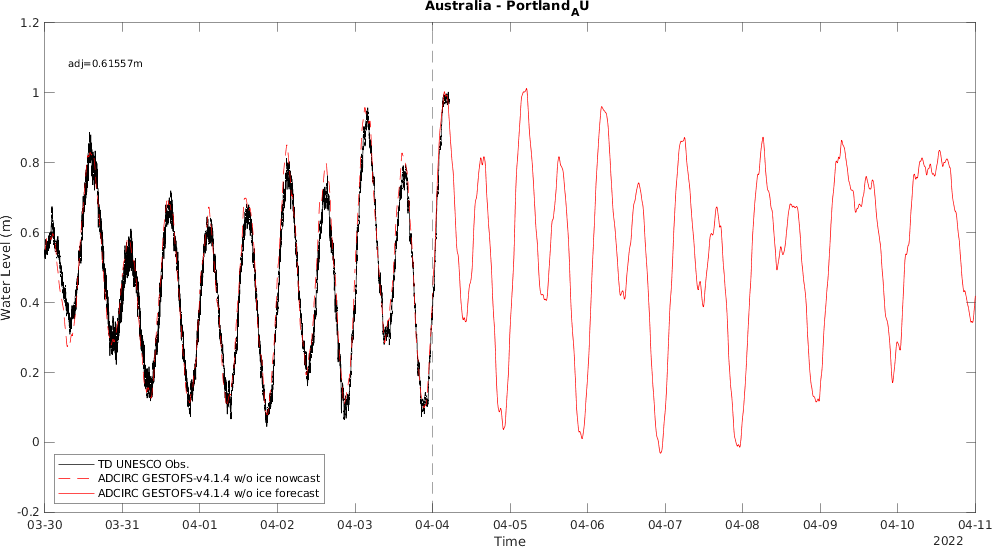 Australia - Portland_AU
adj=0.61557m
Water Level (m)
1.2
1
0.8
0.6
0.4
0.2
0
-0.2
TD UNESCO Obs.
ADCIRC GESTOFS-v4.1.4 w/o ice nowcast
ADCIRC GESTOFS-v4.1.4 w/o ice forecast
03-30 03-31 04-01 04-02 04-03 04-04 04-05 04-06 04-07 04-08 04-09 04-10 04-11
Time
2022